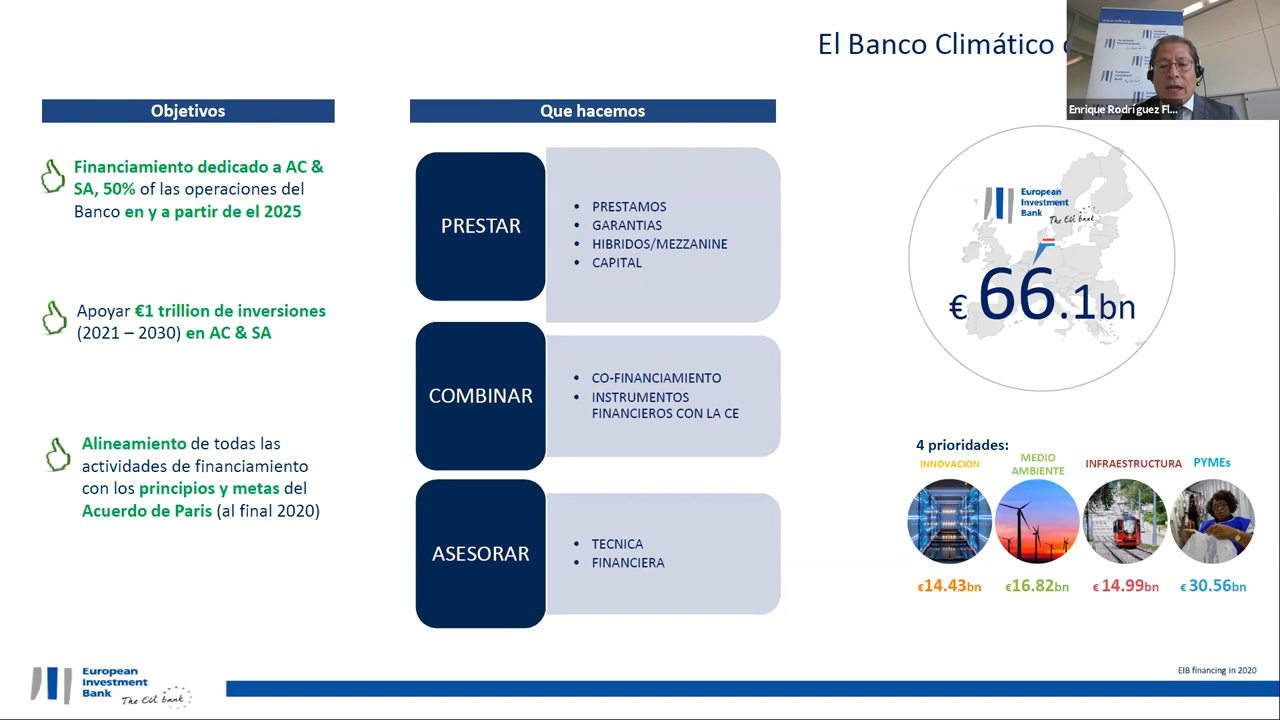 El Banco Climático
Enrique Rodríguez Fl...
Objetivos
Financiamiento dedicado a AC &
SA, 50% of las operaciones del
Banco en y a partir de el 2025
Apoyar €1 trillion de inversiones
(2021 – 2030) en AC & SA
Alineamiento de todas las
actividades de financiamiento
con los principios y metas del
Acuerdo de Paris (al final 2020)
Que hacemos
PRESTAR
• PRESTAMOS
• GARANTIAS
• HIBRIDOS/MEZZANINE
• CAPITAL
COMBINAR
• CO-FINANCIAMIENTO
• INSTRUMENTOS
FINANCIEROS CON LA CE
ASESORAR
• TECNICA
• FINANCIERA
European
Investment
Bank
The EU bank
€ 66.1bn
4 prioridades:
INNOVACION
MEDIO
AMBIENTE
INFRAESTRUCTURA
PYMEs
€14.43bn
€16.82bn
€ 14.99bn
€ 30.56bn
EIB financing in 2020
European
Investment
Bank
The EU bank